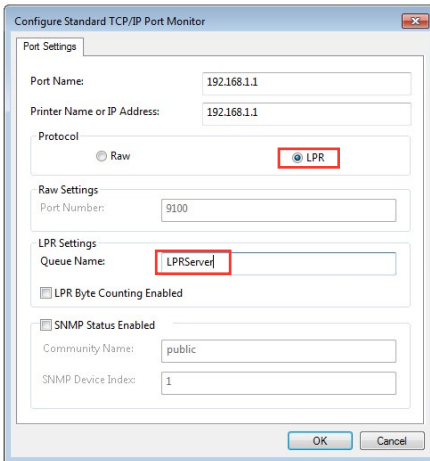 Configure Standard TCP/IP Port Monitor
Port Settings
Port Name: 192.168.1.1
Printer Name or IP Address: 192.168.1.1
Protocol
Raw LPR
Raw Settings
Port Number: 9100
LPR Settings
Queue Name: LPRServer
LPR Byte Counting Enabled
SNMP Status Enabled
Community Name: public
SNMP Device Index: 1
OK Cancel